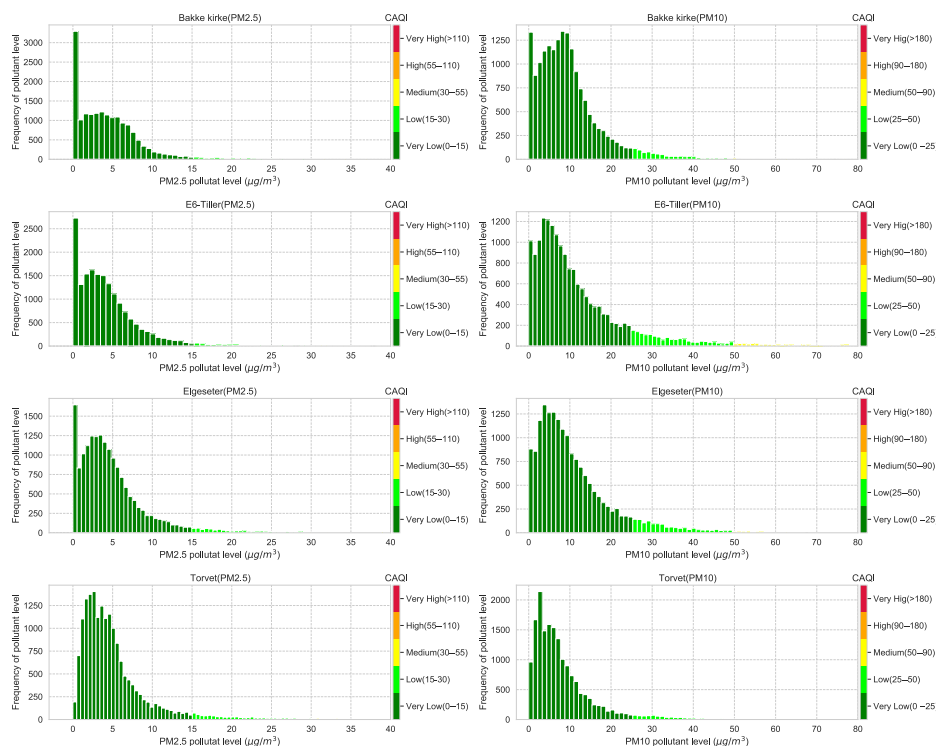 Bakke kirke(PM2.5)
CAQI
Frequency of pollutant level
3000
2500
2000
1500
1000
500
0
0 5 10 15 20 25 30 35 40
PM2.5 pollutat level (μg/m³)
Very High(>110)
High(55−110)
Medium(30−55)
Low(15-30)
Very Low(0−15)
Bakke kirke(PM10)
CAQI
Frequency of pollutant level
1250
1000
750
500
250
0
0 10 20 30 40 50 60 70 80
PM10 pollutant level (μg/m³)
Very Hig(>180)
High(90−180)
Medium(50−90)
Low(25−50)
Very Low(0 −25
E6-Tiller(PM2.5)
CAQI
Frequency of pollutant level
2500
2000
1500
1000
500
0
0 5 10 15 20 25 30 35 40
PM2.5 pollutat level (μg/m³)
Very High(>110)
High(55−110)
Medium(30−55)
Low(15-30)
Very Low(0−15)
E6-Tiller(PM10)
CAQI
Frequency of pollutant level
1200
1000
800
600
400
200
0
0 10 20 30 40 50 60 70 80
PM10 pollutant level (μg/m³)
Very Hig(>180)
High(90−180)
Medium(50−90)
Low(25−50)
Very Low(0 −25
Elgeseter(PM2.5)
CAQI
Frequency of pollutant level
1500
1250
1000
750
500
250
0
0 5 10 15 20 25 30 35 40
PM2.5 pollutat level (μg/m³)
Very High(>110)
High(55−110)
Medium(30−55)
Low(15-30)
Very Low(0−15)
Elgeseter(PM10)
CAQI
Frequency of pollutant level
1250
1000
750
500
250
0
0 10 20 30 40 50 60 70 80
PM10 pollutant level (μg/m³)
Very Hig(>180)
High(90−180)
Medium(50−90)
Low(25−50)
Very Low(0 −25
Torvet(PM2.5)
CAQI
Frequency of pollutant level
1250
1000
750
500
250
0
0 5 10 15 20 25 30 35 40
PM2.5 pollutat level (μg/m³)
Very High(>110)
High(55−110)
Medium(30−55)
Low(15-30)
Very Low(0−15)
Torvet(PM10)
CAQI
Frequency of pollutant level
2000
1500
1000
500
0
0 10 20 30 40 50 60 70 80
PM10 pollutant level (μg/m³)
Very Hig(>180)
High(90−180)
Medium(50−90)
Low(25−50)
Very Low(0 −25